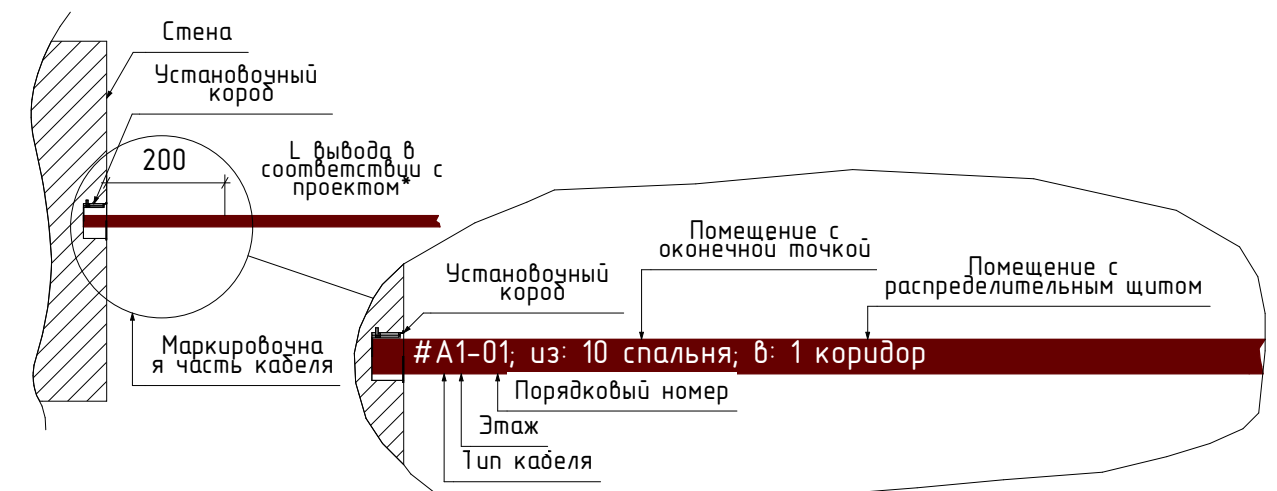 Стена
Установочный
короб
200
L вывода в
соответствии с
проектом*
Маркировочна
я часть кабеля
Помещение с
оконечной точкой
Помещение с
распределительным щитом
Установочный
короб
#А1-01; из: 10 спальня; в: 1 коридор
Порядковый номер
Этаж
Тип кабеля